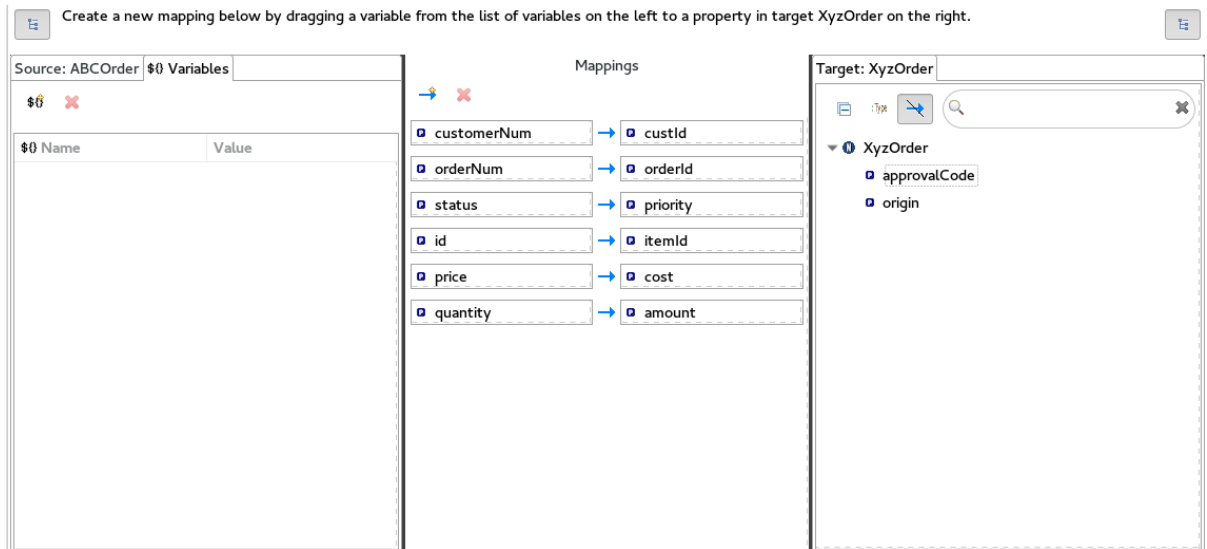 Create a new mapping below by dragging a variable from the list of variables on the left to a property in target XyzOrder on the right.
Source: ABCOrder
${} Variables
Mappings
Target: XyzOrder
${}
:Type
${} Name
Value
customerNum
custId
orderNum
orderId
status
priority
id
itemId
price
cost
quantity
amount
XyzOrder
approvalCode
origin